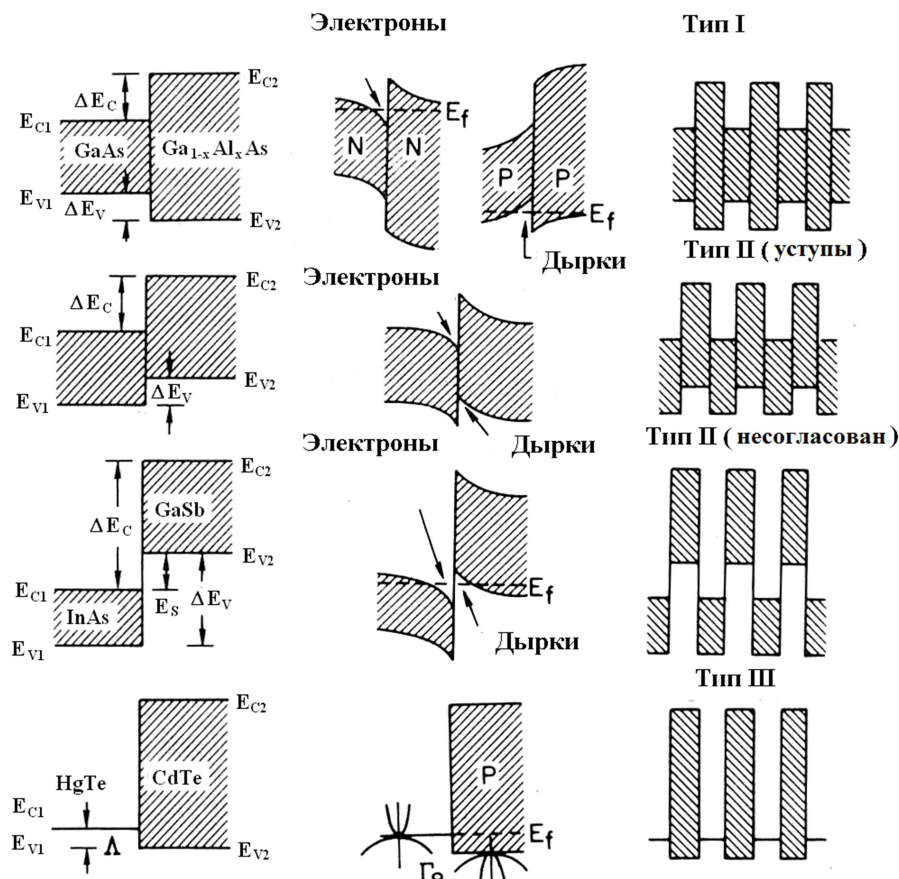 Электроны
Тип I
E_C2
ΔE_C
E_C1
GaAs
Ga_1-xAl_xAs
E_V1
ΔE_V
E_V2
N
N
E_f
P
P
E_f
Дырки
Тип II ( уступы )
Электроны
E_C2
ΔE_C
E_C1
E_V2
ΔE_V
E_V1
Дырки
Тип II ( несогласован )
Электроны
E_C2
GaSb
ΔE_C
E_V2
E_C1
E_S
ΔE_V
InAs
E_V1
E_f
Дырки
Тип III
E_C2
HgTe
CdTe
E_C1
E_V1
Λ
E_V2
P
E_f